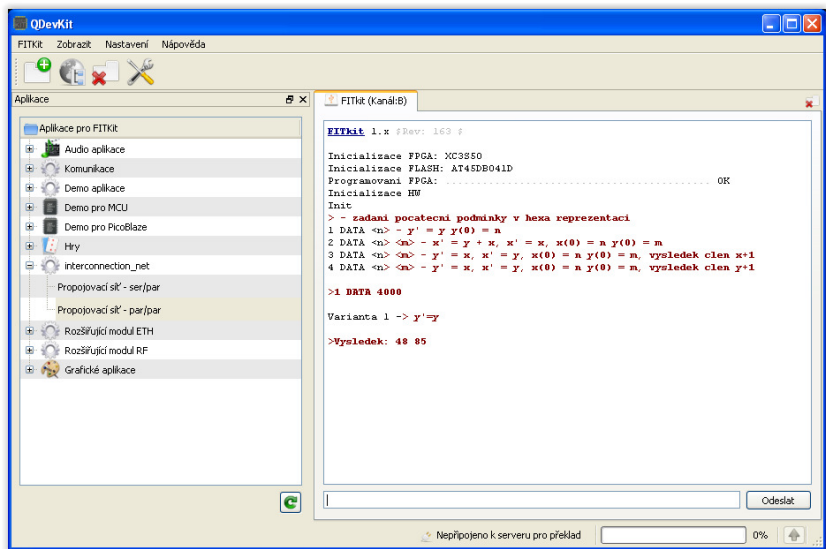 QDevKit
FITKit Zobrazit Nastavení Nápověda
Aplikace
Aplikace pro FITKit
Audio aplikace
Komunikace
Demo aplikace
Demo pro MCU
Demo pro PicoBlaze
Hry
interconnection_net
Propojovací síť - ser/par
Propojovací síť - par/par
Rozšiřující modul ETH
Rozšiřující modul RF
Grafické aplikace
FITkit (Kanál:B)
FITkit 1.x $Rev: 163 $
Inicializace FPGA: XC3S50
Inicializace FLASH: AT45DB041D
Programovani FPGA: ........................................ OK
Inicializace HW
Init
> - zadani pocatecni podminky v hexa reprezentaci
1 DATA <n> - y' = y y(0) = n
2 DATA <n> <m> - x' = y + x, x' = x, x(0) = n y(0) = m
3 DATA <n> <m> - y' = x, x' = y, x(0) = n y(0) = m, vysledek clen x+1
4 DATA <n> <m> - y' = x, x' = y, x(0) = n y(0) = m, vysledek clen y+1
>1 DATA 4000
Varianta 1 -> y'=y
>Vysledek: 48 85
Odeslat
Nepřipojeno k serveru pro překlad 0%